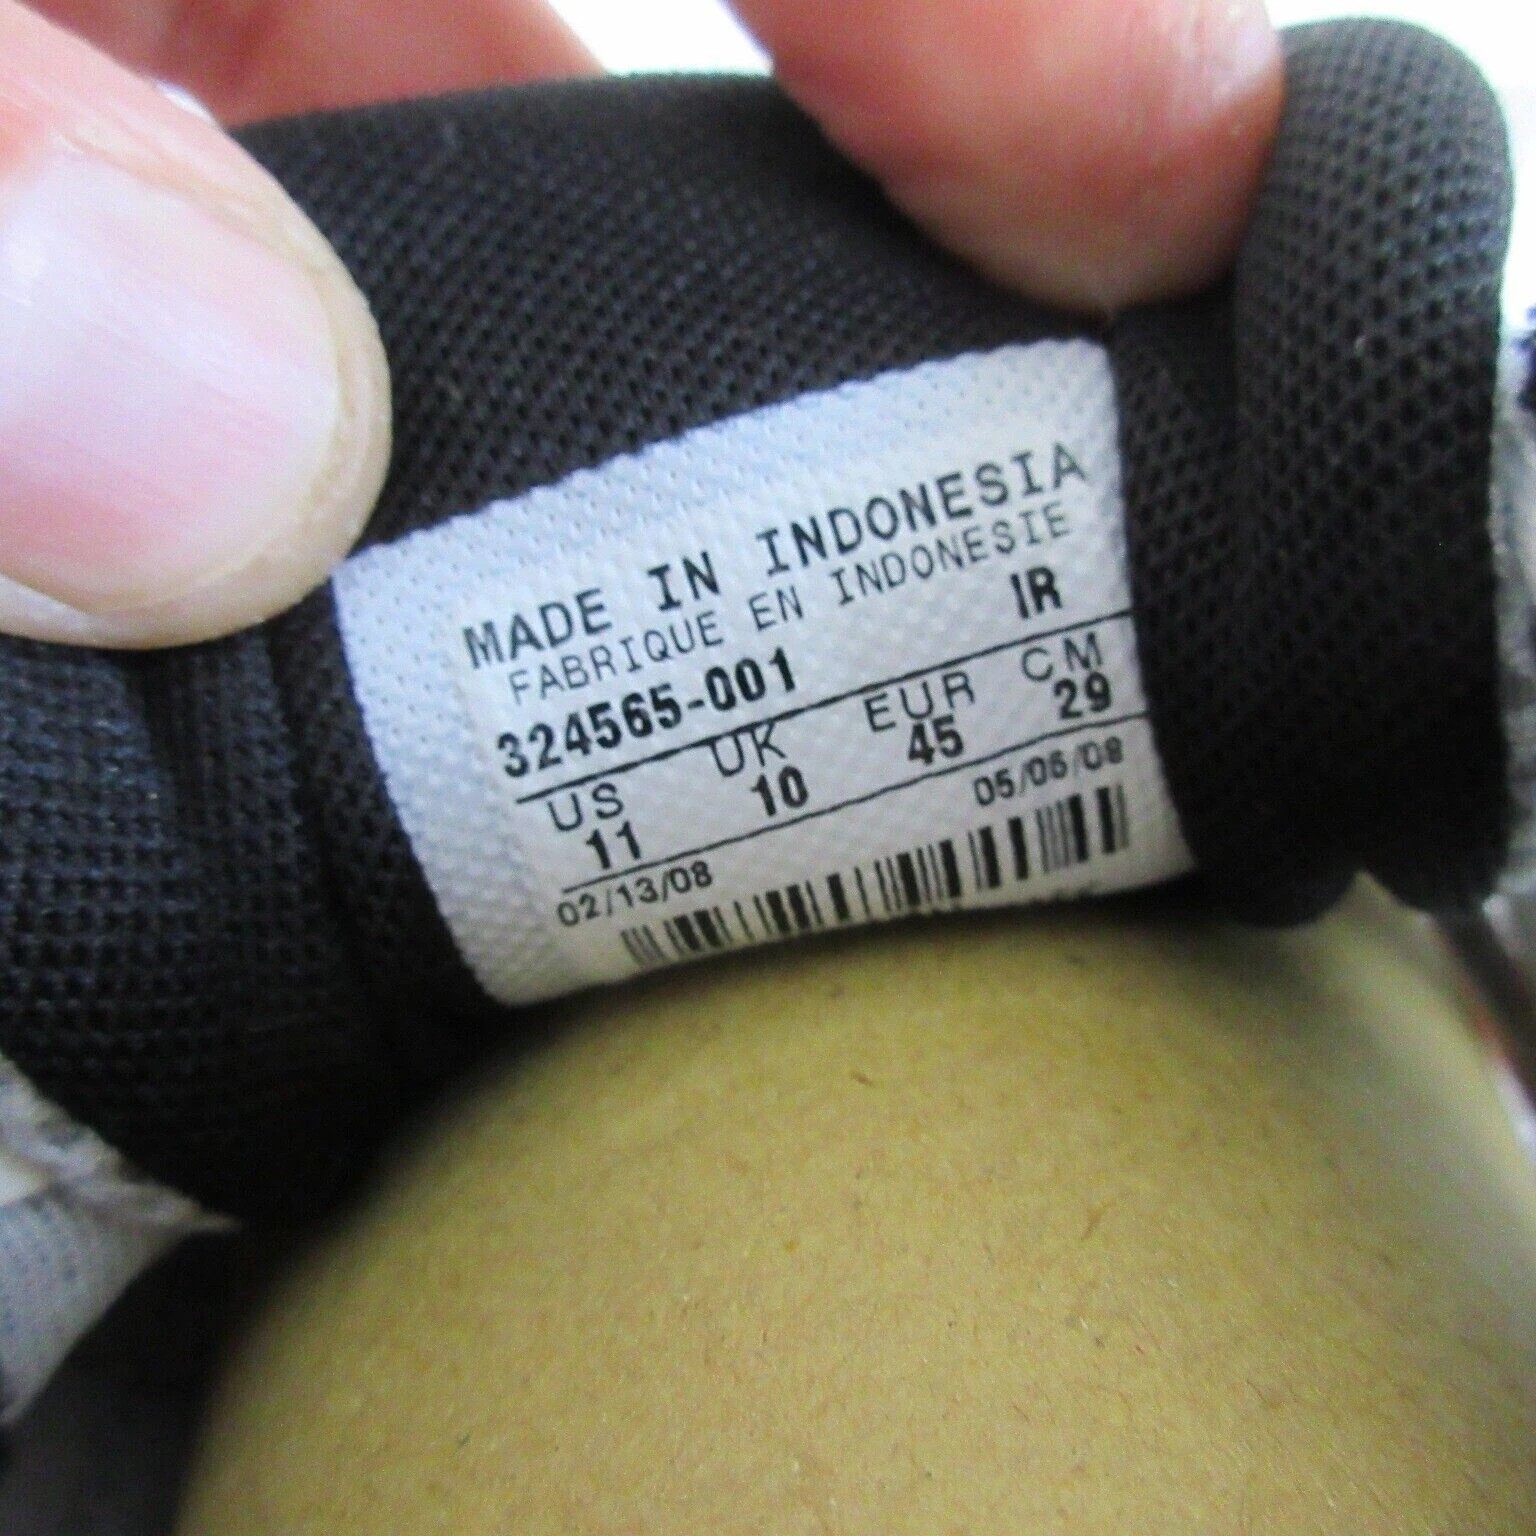 MADE IN INDONESIA
FABRIQUE EN INDONESIE
324565-001 IR
US UK EUR CM
11 10 45 29
02/13/08 05/06/08